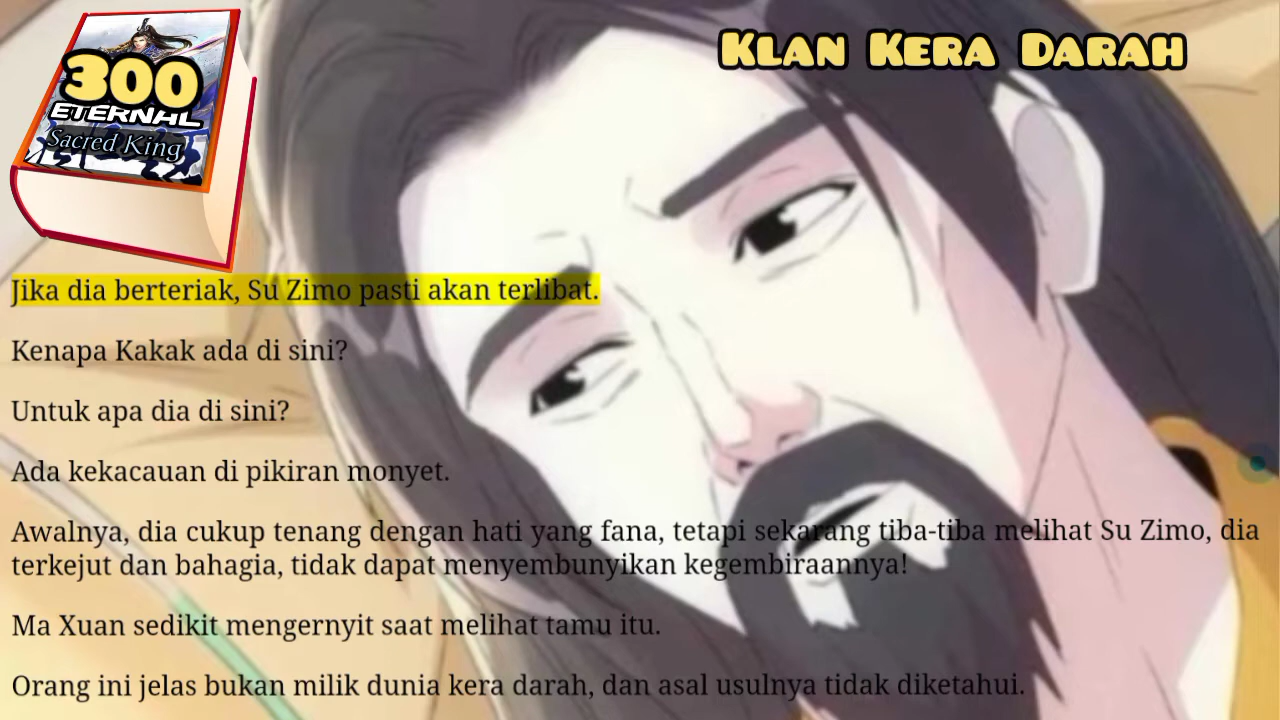 300
ETERNAL
Sacred King
KLAN KERA DARAH
Jika dia berteriak, Su Zimo pasti akan terlibat.
Kenapa Kakak ada di sini?
Untuk apa dia di sini?
Ada kekacauan di pikiran monyet.
Awalnya, dia cukup tenang dengan hati yang fana, tetapi sekarang tiba-tiba melihat Su Zimo, dia
terkejut dan bahagia, tidak dapat menyembunyikan kegembiraannya!
Ma Xuan sedikit mengernyit saat melihat tamu itu.
Orang ini jelas bukan milik dunia kera darah, dan asal usulnya tidak diketahui.